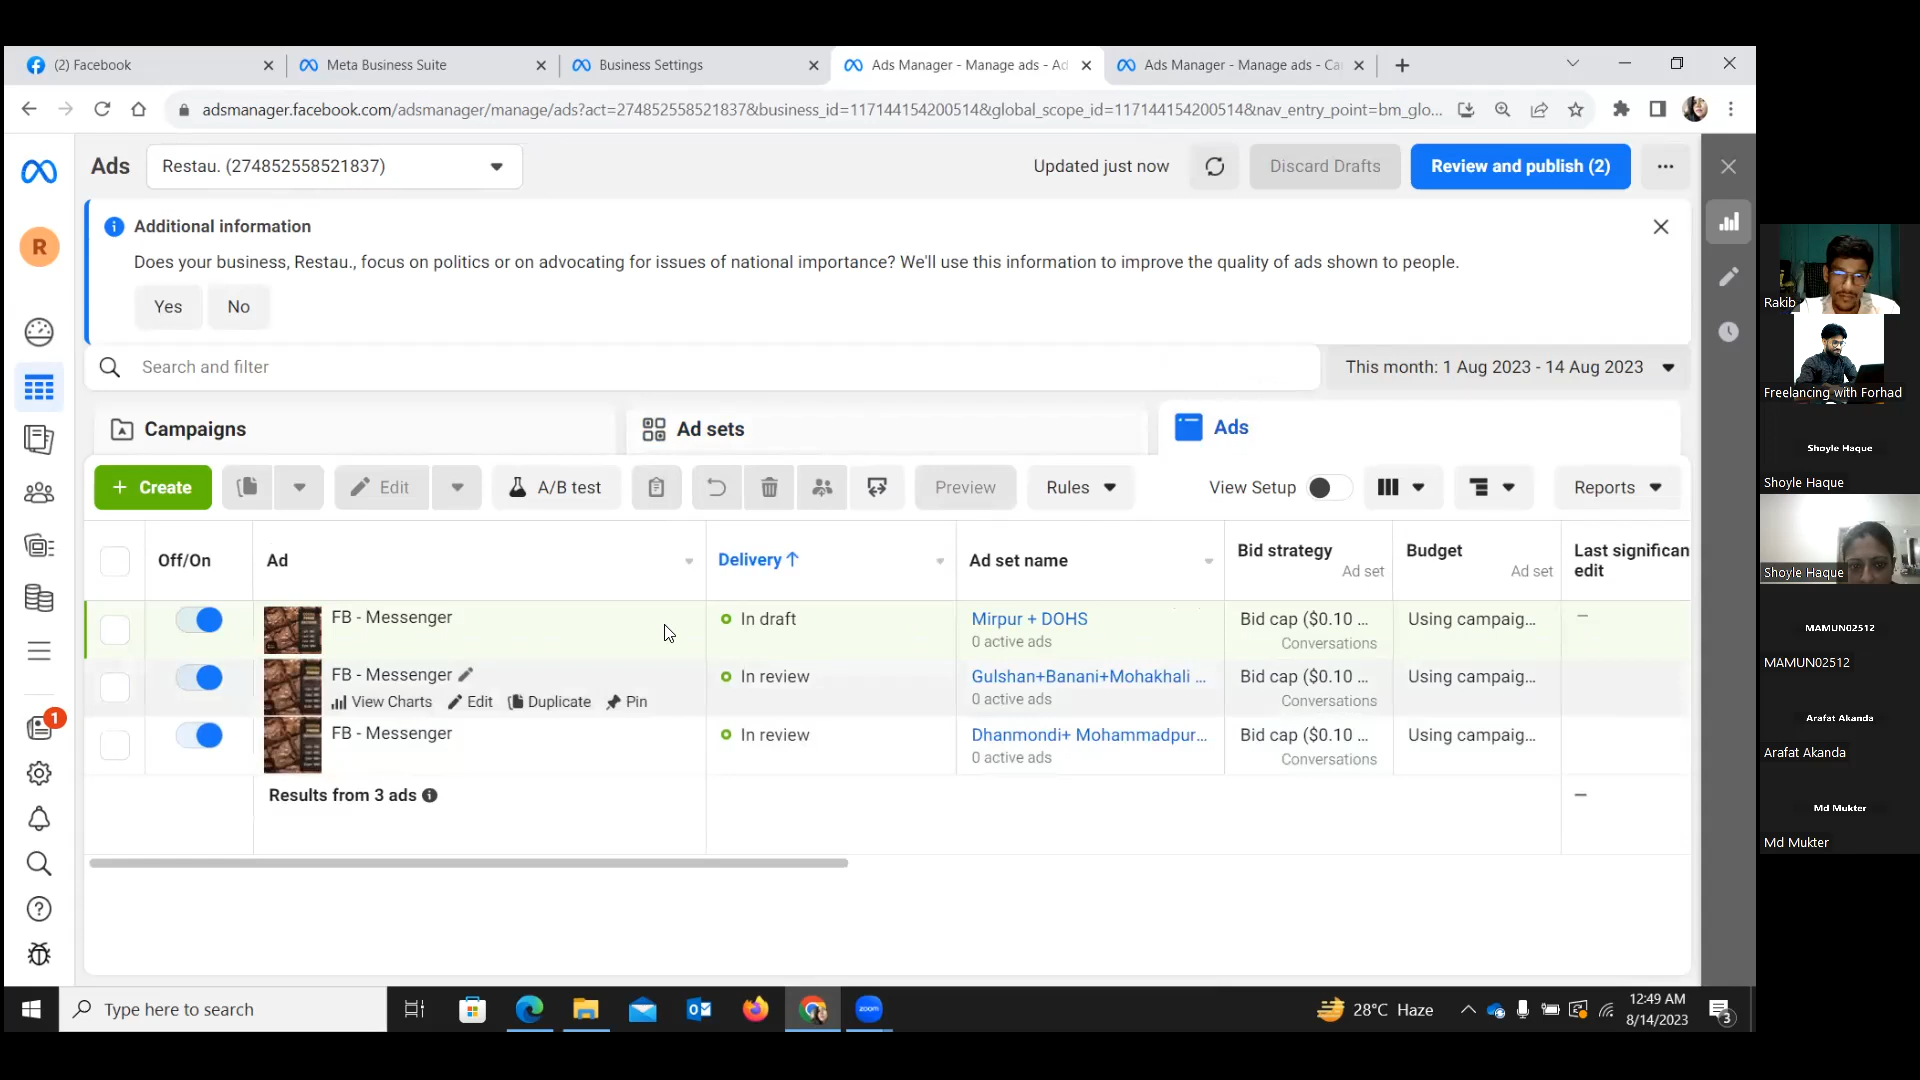 (2) Facebook
Meta Business Suite
Business Settings
Ads Manager - Manage ads - Ad
Ads Manager - Manage ads - Ca
adsmanager.facebook.com/adsmanager/manage/ads?act=274852558521837&business_id=117144154200514&global_scope_id=117144154200514&nav_entry_point=bm_glo...
Ads
Restau. (274852558521837)
Updated just now
Discard Drafts
Review and publish (2)
Additional information
Does your business, Restau., focus on politics or on advocating for issues of national importance? We'll use this information to improve the quality of ads shown to people.
Yes
No
R
Search and filter
This month: 1 Aug 2023 - 14 Aug 2023
Campaigns
Ad sets
Ads
+ Create
Edit
A/B test
Preview
Rules
View Setup
Reports
Off/On
Ad
Delivery ↑
Ad set name
Bid strategy
Ad set
Budget
Ad set
Last significan
edit
FB - Messenger
In draft
Mirpur + DOHS
0 active ads
Bid cap ($0.10 ...
Conversations
Using campaig...
—
FB - Messenger
View Charts
Edit
Duplicate
Pin
In review
Gulshan+Banani+Mohakhali ...
0 active ads
Bid cap ($0.10 ...
Conversations
Using campaig...
FB - Messenger
In review
Dhanmondi+ Mohammadpur...
0 active ads
Bid cap ($0.10 ...
Conversations
Using campaig...
Results from 3 ads
—
1
Type here to search
zoom
28°C Haze
12:49 AM
8/14/2023
3
Rakib
Freelancing with Forhad
Shoyle Haque
Shoyle Haque
Shoyle Haque
MAMUN02512
MAMUN02512
Arafat Akanda
Arafat Akanda
Md Mukter
Md Mukter